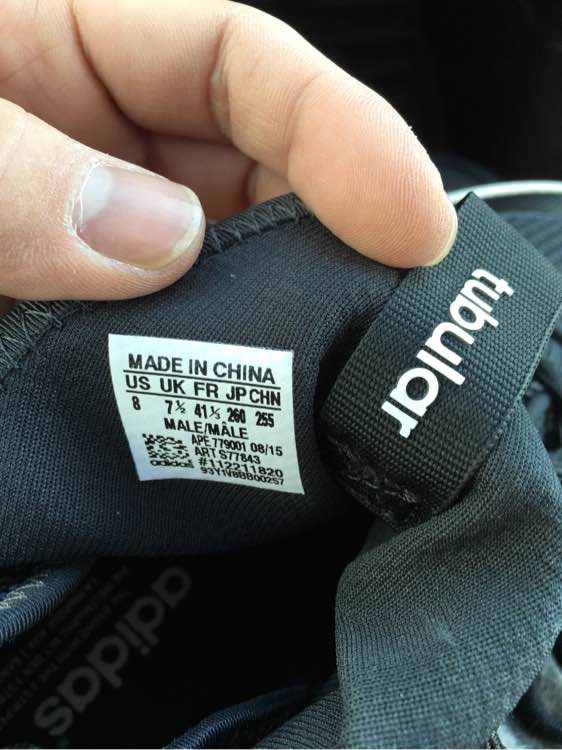 MADE IN CHINA
US UK FR JP CHN
8 7½ 41⅓ 260 255
MALE/MÂLE
APE 779001 08/15
ART S77843
#112211820
93Y1V8BB00257
adidas
tubular
adidas